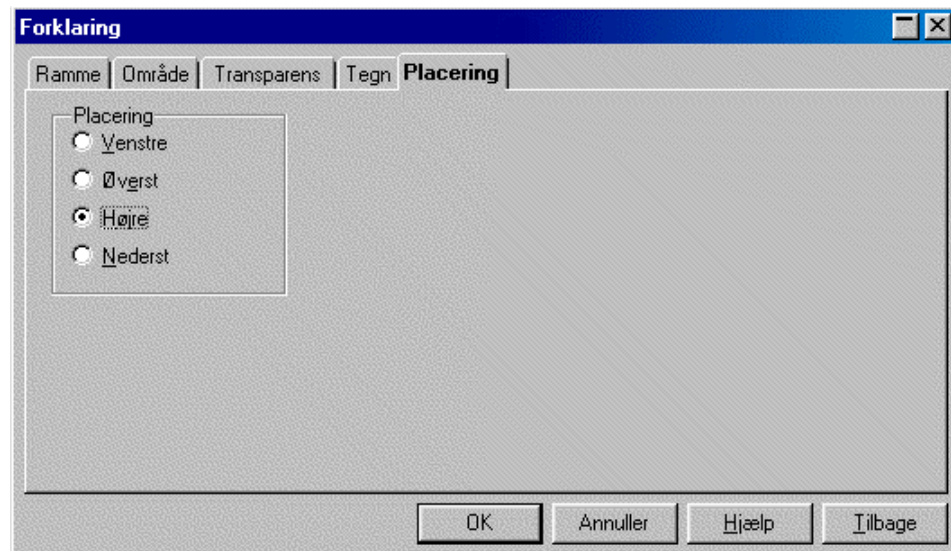 Forklaring
Ramme Område Transparens Tegn Placering
Placering
Venstre
Øverst
Højre
Nederst
OK Annuller Hjælp Tilbage